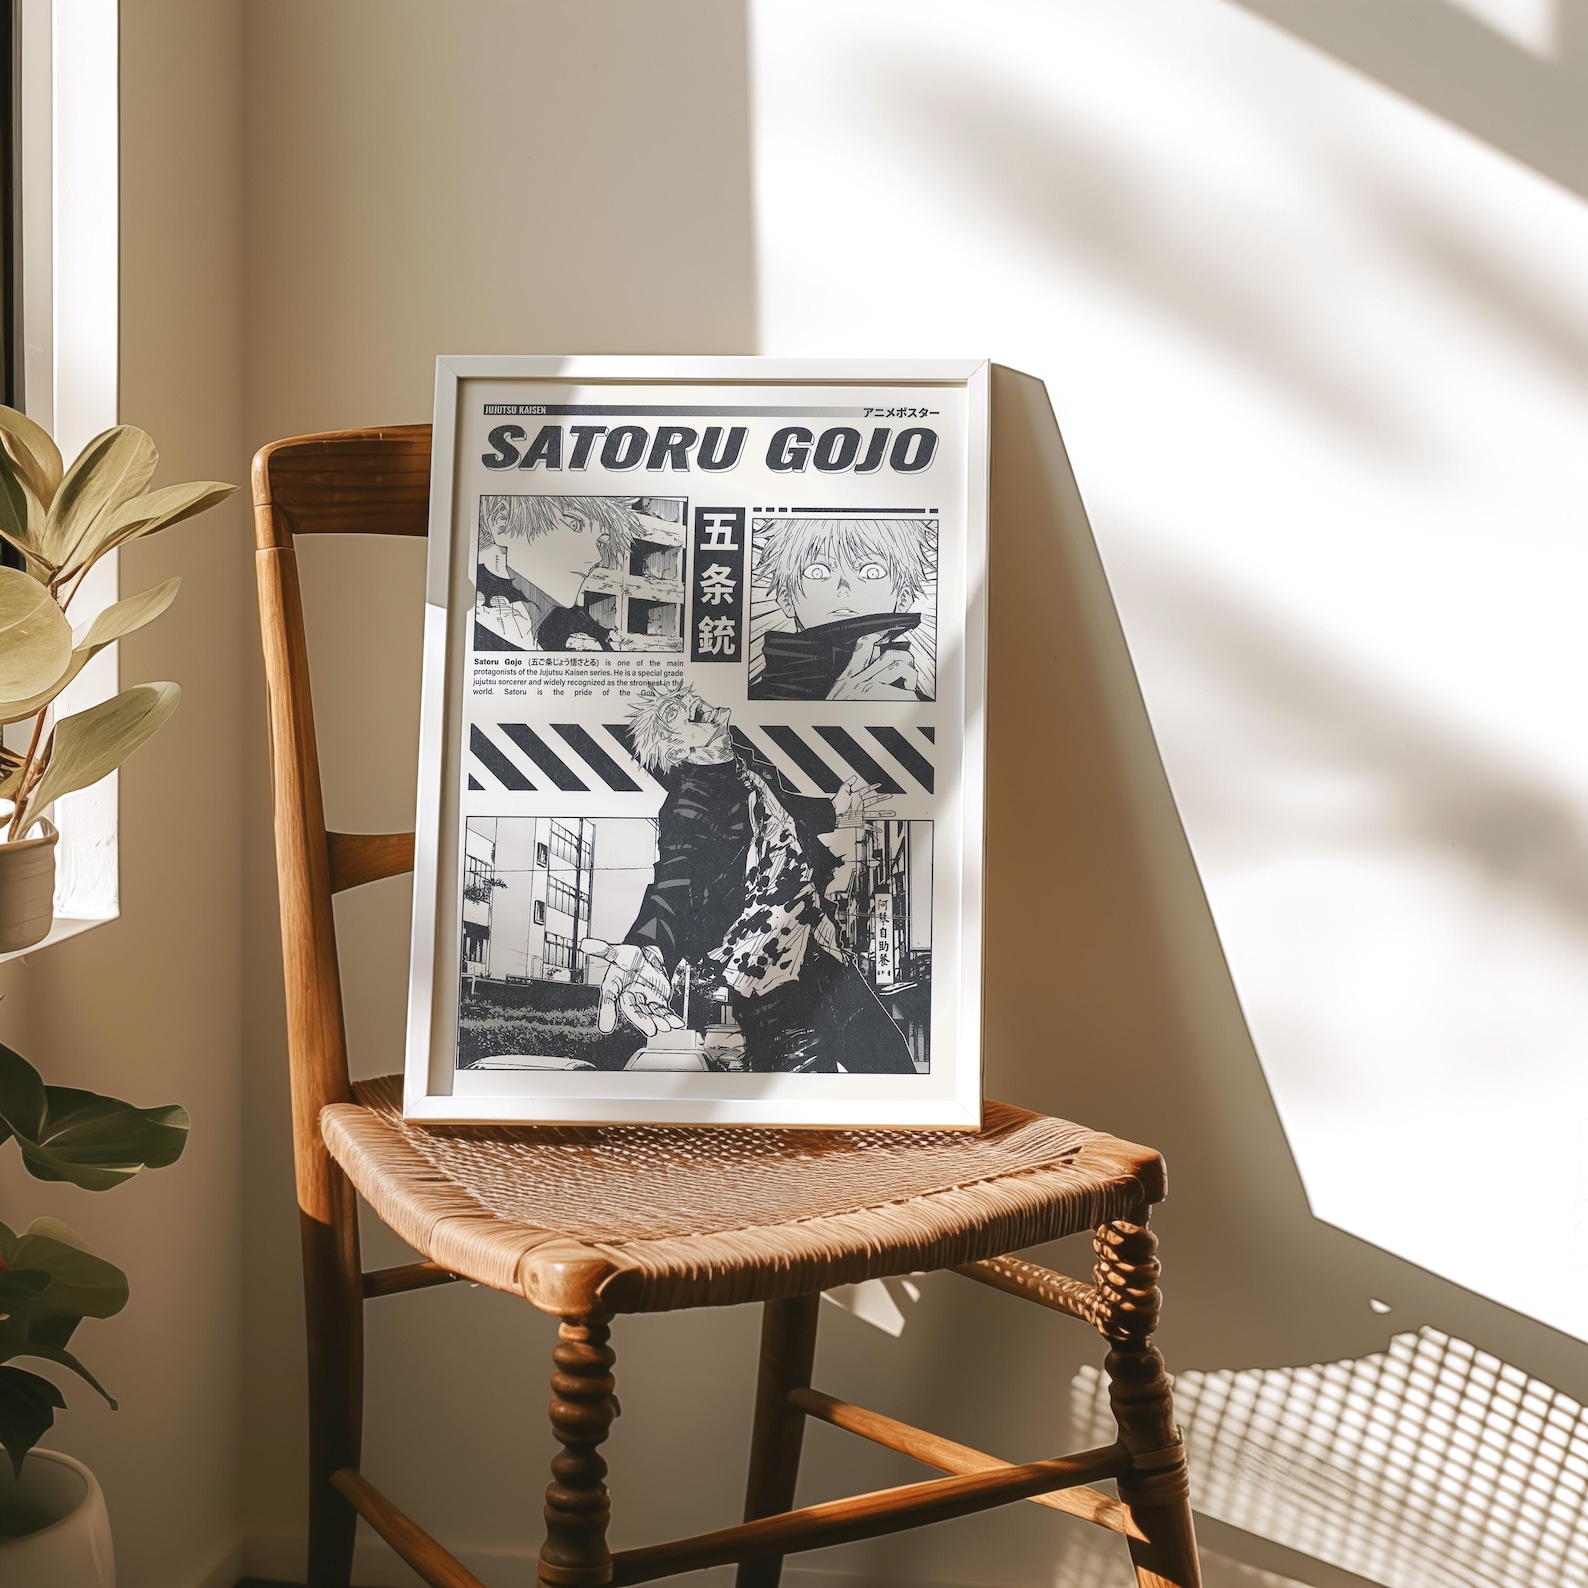 JUJUTSU KAISEN
アニメポスター
SATORU GOJO
五条銃
Satoru Gojo (五ご条じょう悟さとる) is one of the main
protagonists of the Jujutsu Kaisen series. He is a special grade
jujutsu sorcerer and widely recognized as the strongest in the
world. Satoru is the pride of the
自助餐